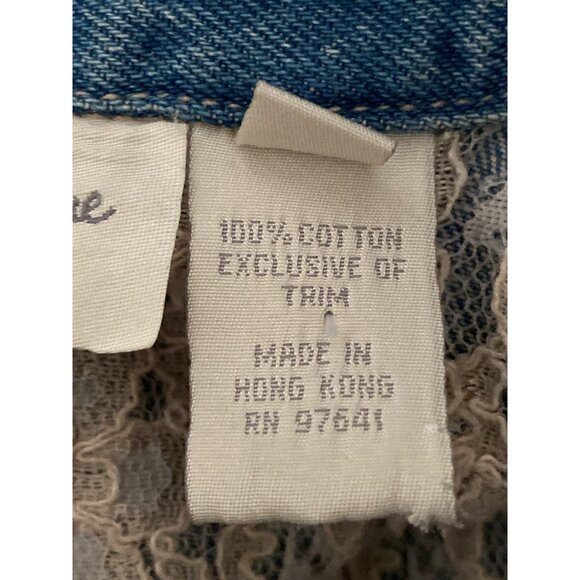 100% COTTON
EXCLUSIVE OF
TRIM
MADE IN
HONG KONG
RN 97641